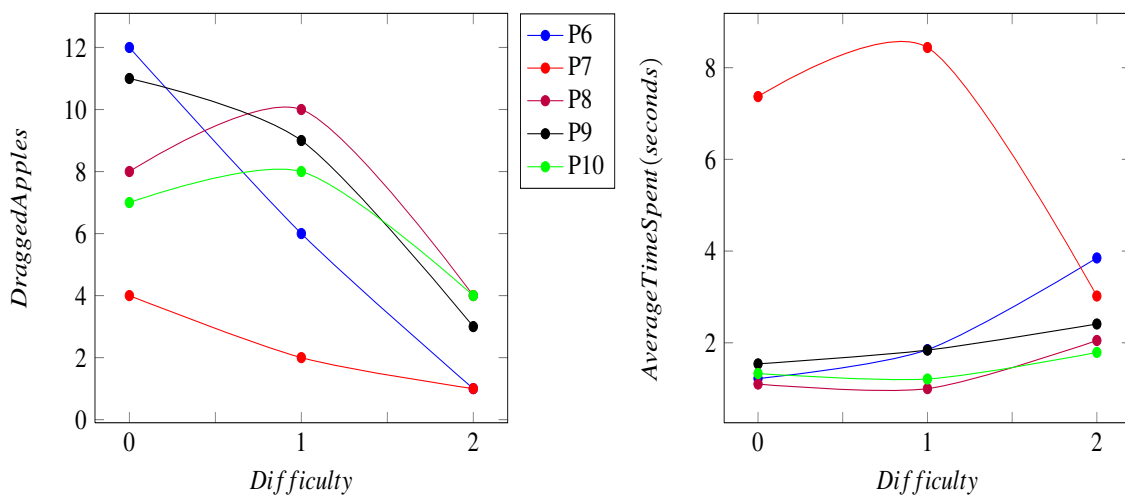 12
10
8
6
4
2
0
DraggedApples
0 1 2
Difficulty
P6
P7
P8
P9
P10
8
6
4
2
AverageTimeSpent(seconds)
0 1 2
Difficulty